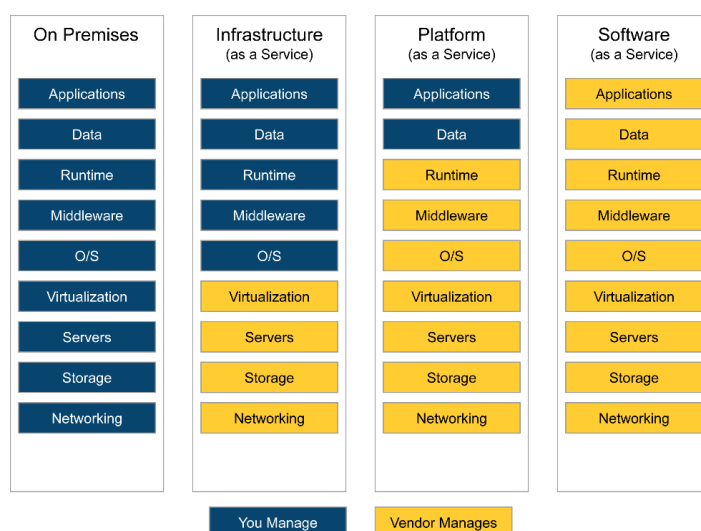 On Premises
Applications
Data
Runtime
Middleware
O/S
Virtualization
Servers
Storage
Networking
Infrastructure
(as a Service)
Applications
Data
Runtime
Middleware
O/S
Virtualization
Servers
Storage
Networking
Platform
(as a Service)
Applications
Data
Runtime
Middleware
O/S
Virtualization
Servers
Storage
Networking
Software
(as a Service)
Applications
Data
Runtime
Middleware
O/S
Virtualization
Servers
Storage
Networking
You Manage
Vendor Manages